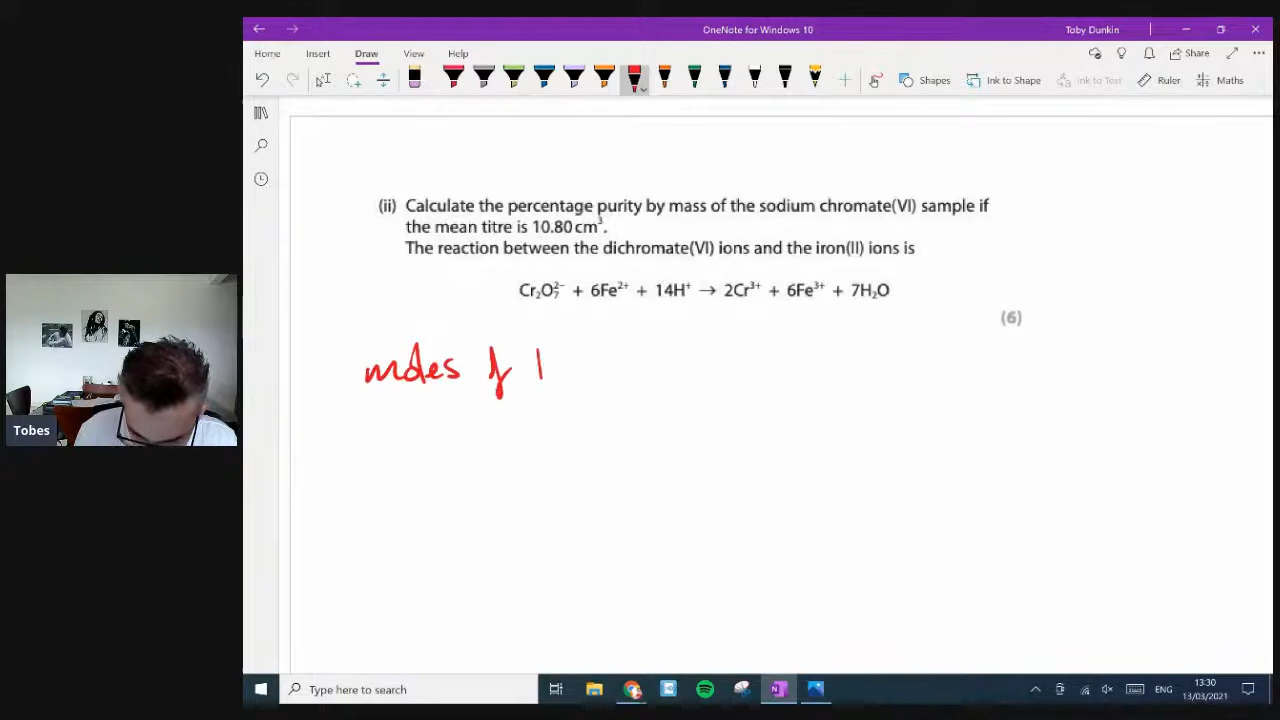 OneNote for Windows 10
Toby Dunkin
Home Insert Draw View Help
Share
Shapes Ink to Shape Ink to Text Ruler Maths
(ii) Calculate the percentage purity by mass of the sodium chromate(VI) sample if
the mean titre is 10.80 cm³.
The reaction between the dichromate(VI) ions and the iron(II) ions is
Cr₂O₇²⁻ + 6Fe²⁺ + 14H⁺ → 2Cr³⁺ + 6Fe³⁺ + 7H₂O
(6)
moles of
Tobes
Type here to search
ENG
13:30
13/03/2021